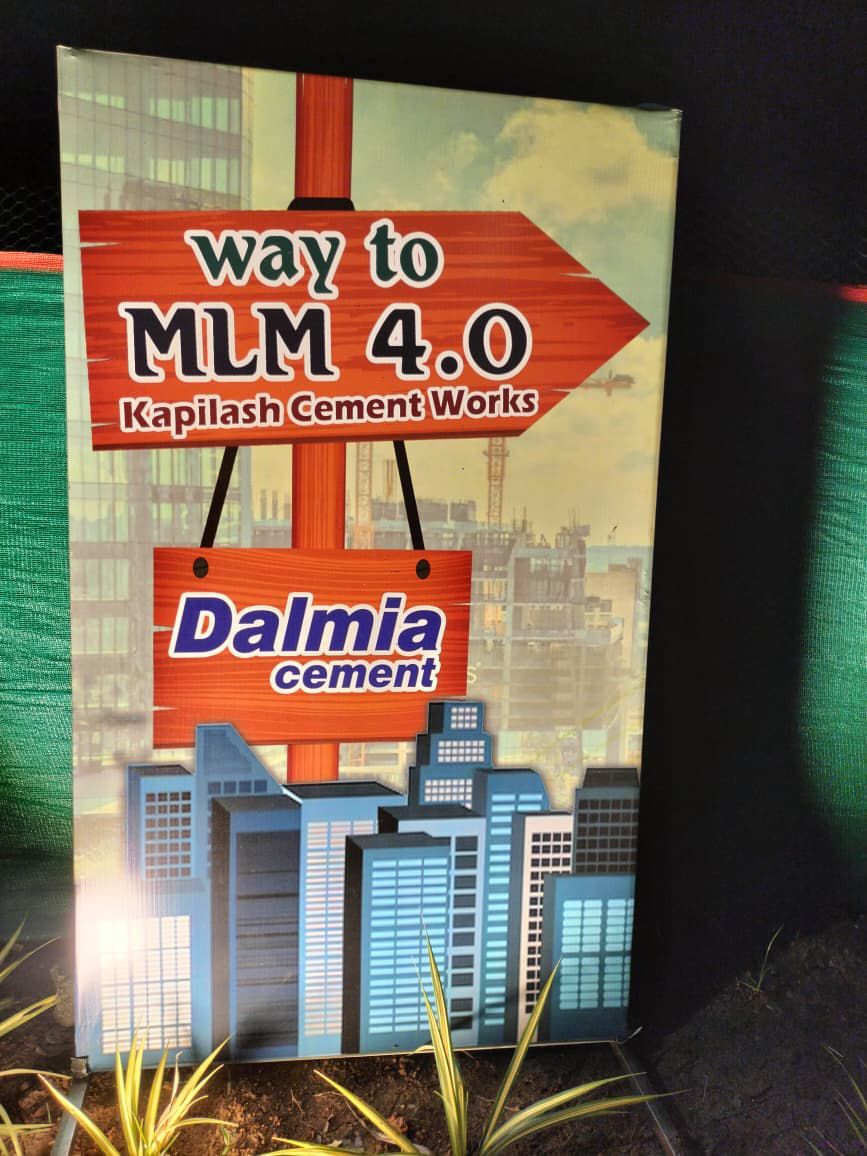 way to
MLM 4.0
Kapilash Cement Works
Dalmia
cement